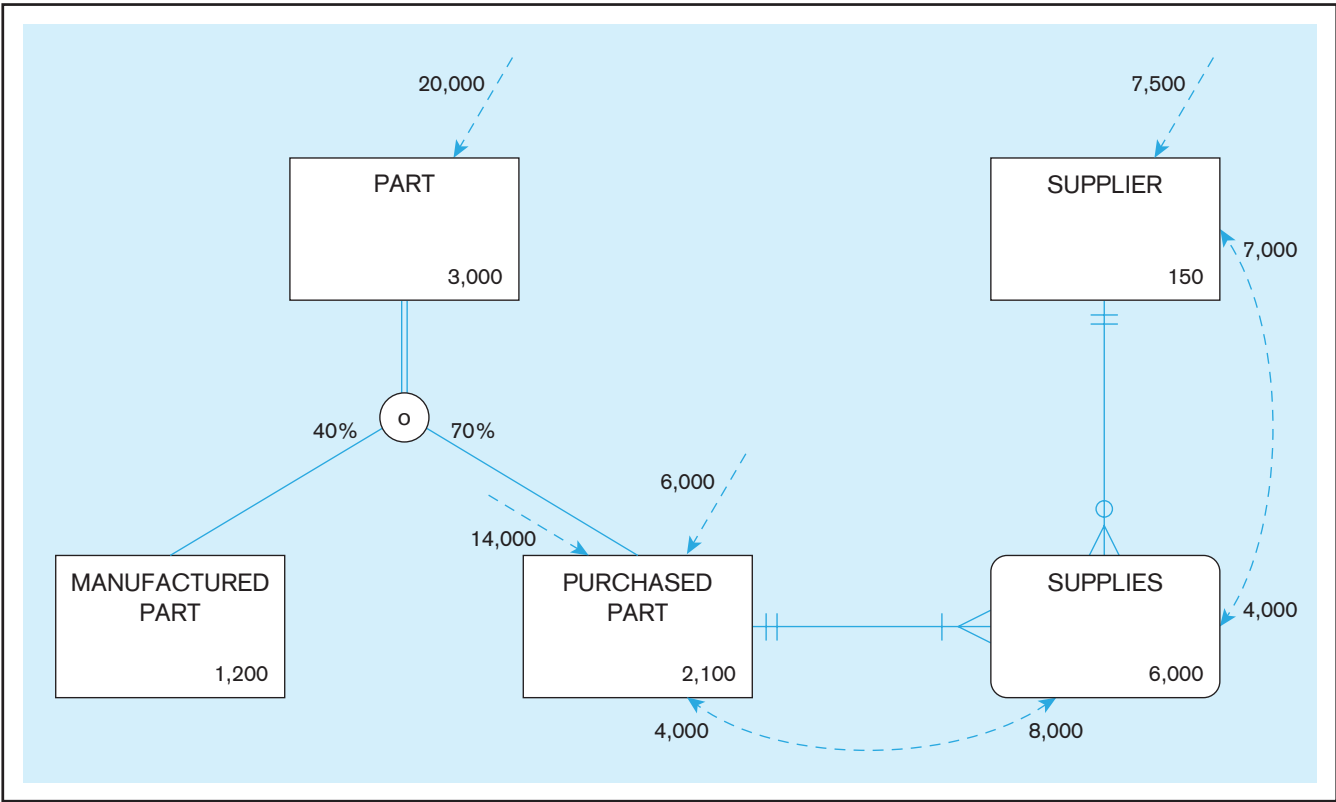 20,000
7,500
PART
3,000
SUPPLIER
150
7,000
40%
o
70%
6,000
14,000
MANUFACTURED
PART
1,200
PURCHASED
PART
2,100
SUPPLIES
6,000
4,000
4,000
8,000